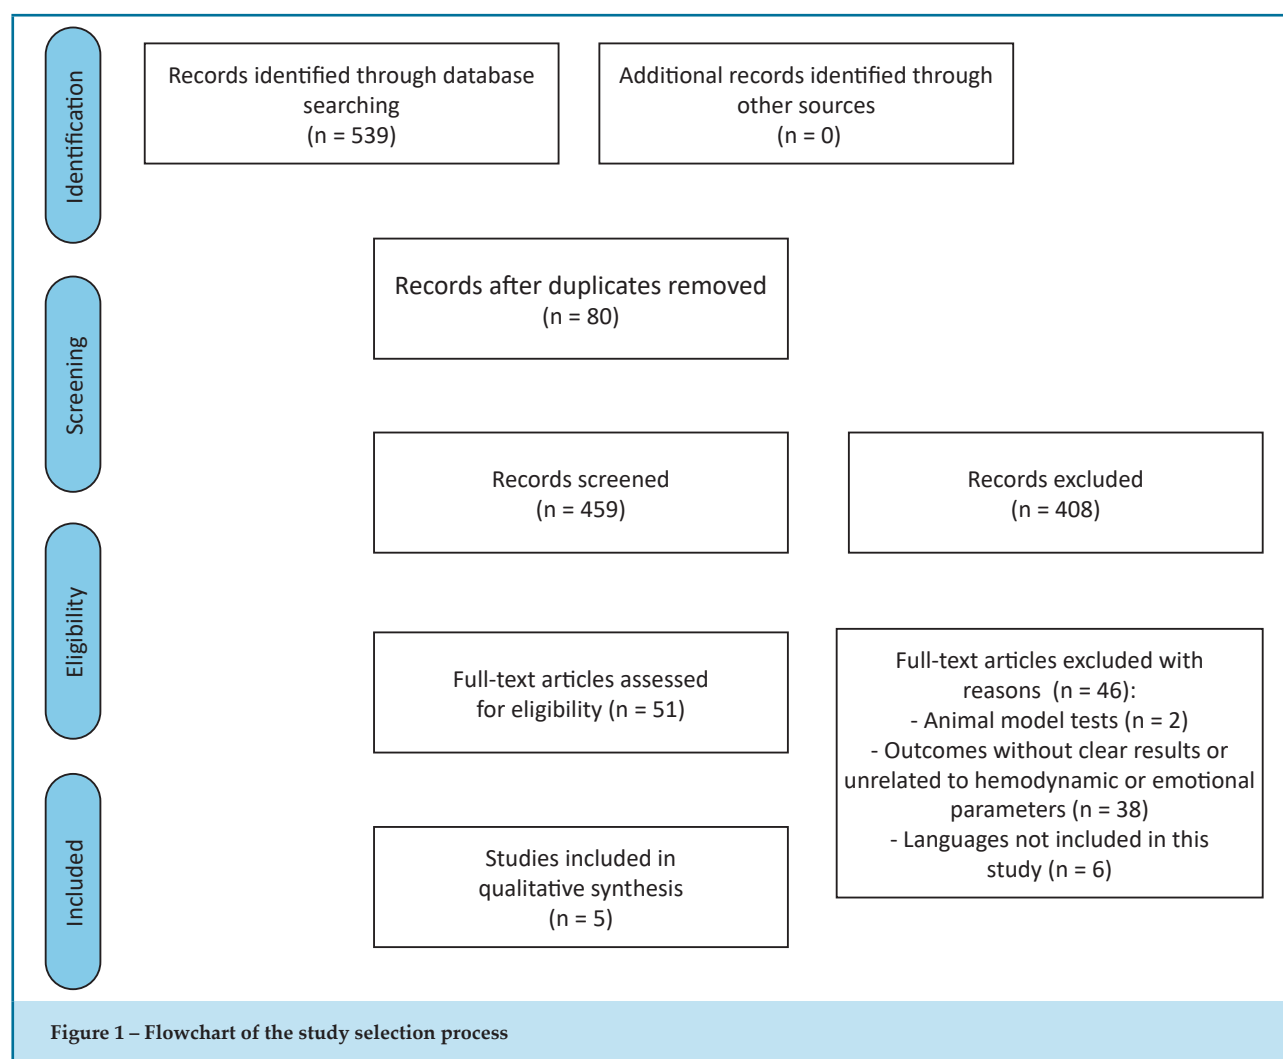 Identification
Records identified through database
searching
(n = 539)
Additional records identified through
other sources
(n = 0)
Screening
Records after duplicates removed
(n = 80)
Records screened
(n = 459)
Records excluded
(n = 408)
Eligibility
Full-text articles assessed
for eligibility (n = 51)
Full-text articles excluded with
reasons (n = 46):
- Animal model tests (n = 2)
- Outcomes without clear results or
unrelated to hemodynamic or emotional
parameters (n = 38)
- Languages not included in this
study (n = 6)
Included
Studies included in
qualitative synthesis
(n = 5)
Figure 1 – Flowchart of the study selection process